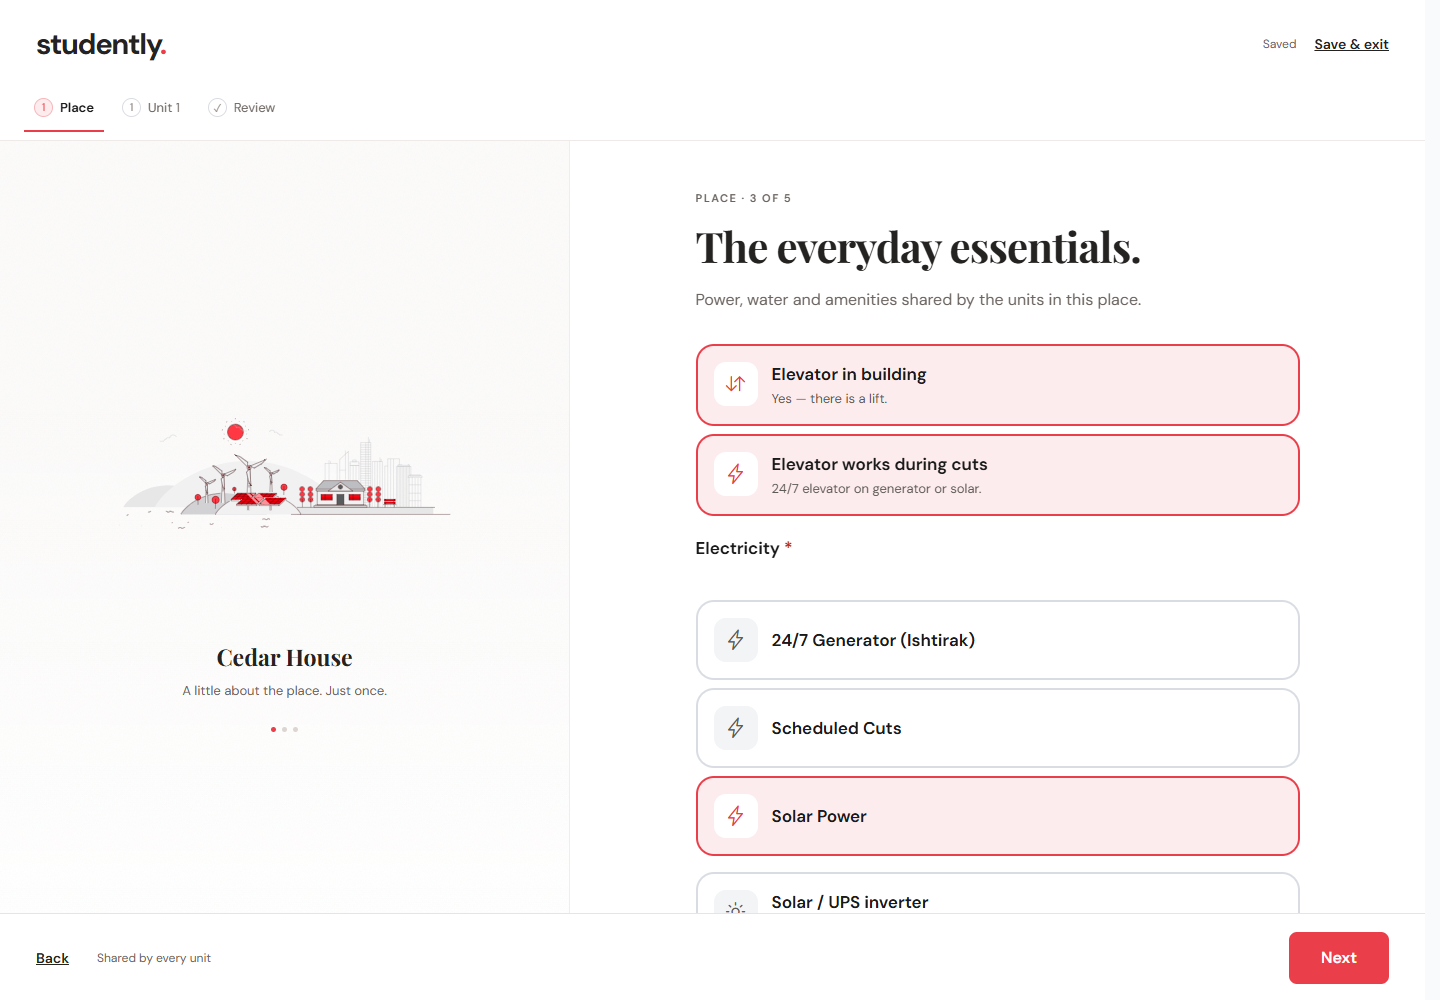 studently.
Saved
Save & exit
1 Place
1 Unit 1
✓ Review
PLACE · 3 OF 5
The everyday essentials.
Power, water and amenities shared by the units in this place.
Elevator in building
Yes — there is a lift.
Elevator works during cuts
24/7 elevator on generator or solar.
Electricity *
24/7 Generator (Ishtirak)
Scheduled Cuts
Solar Power
Solar / UPS inverter
Cedar House
A little about the place. Just once.
Back
Shared by every unit
Next